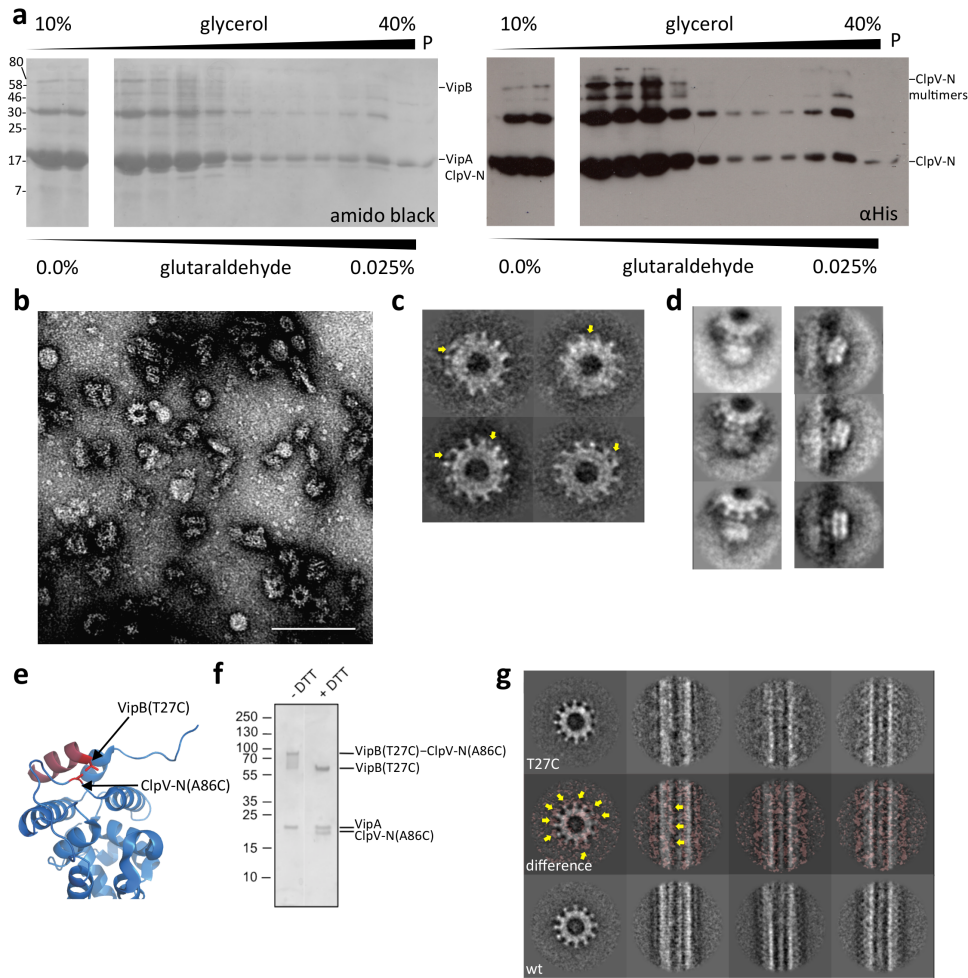 a
10% glycerol 40% P
80
58
46
30
25
17
7
VipB
VipA
ClpV-N
amido black
0.0% glutaraldehyde 0.025%
10% glycerol 40% P
ClpV-N
multimers
ClpV-N
αHis
0.0% glutaraldehyde 0.025%
b
c
d
e
VipB(T27C)
ClpV-N(A86C)
f
- DTT
+ DTT
250
130
100
70
55
35
25
15
10
VipB(T27C)–ClpV-N(A86C)
VipB(T27C)
VipA
ClpV-N(A86C)
g
T27C
difference
wt